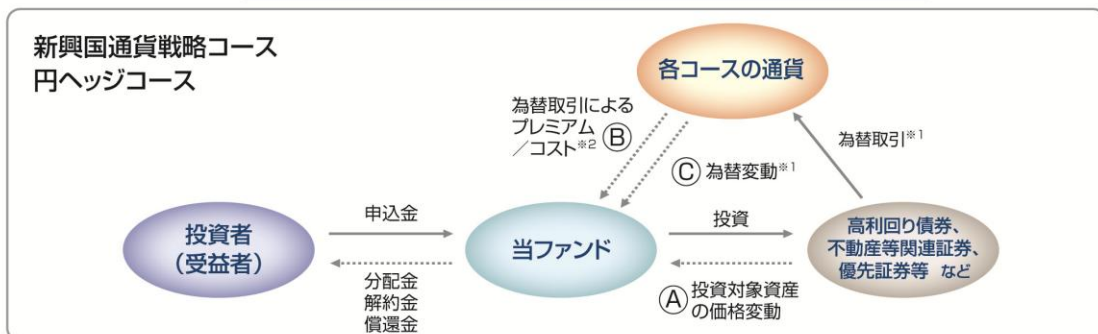 新興国通貨戦略コース
円ヘッジコース
各コースの通貨
為替取引による
プレミアム
／コスト※2
Ⓑ
Ⓒ 為替変動※1
為替取引※1
投資者
（受益者）
申込金
分配金
解約金
償還金
当ファンド
投資
Ⓐ
投資対象資産
の価格変動
高利回り債券、
不動産等関連証券、
優先証券等 など